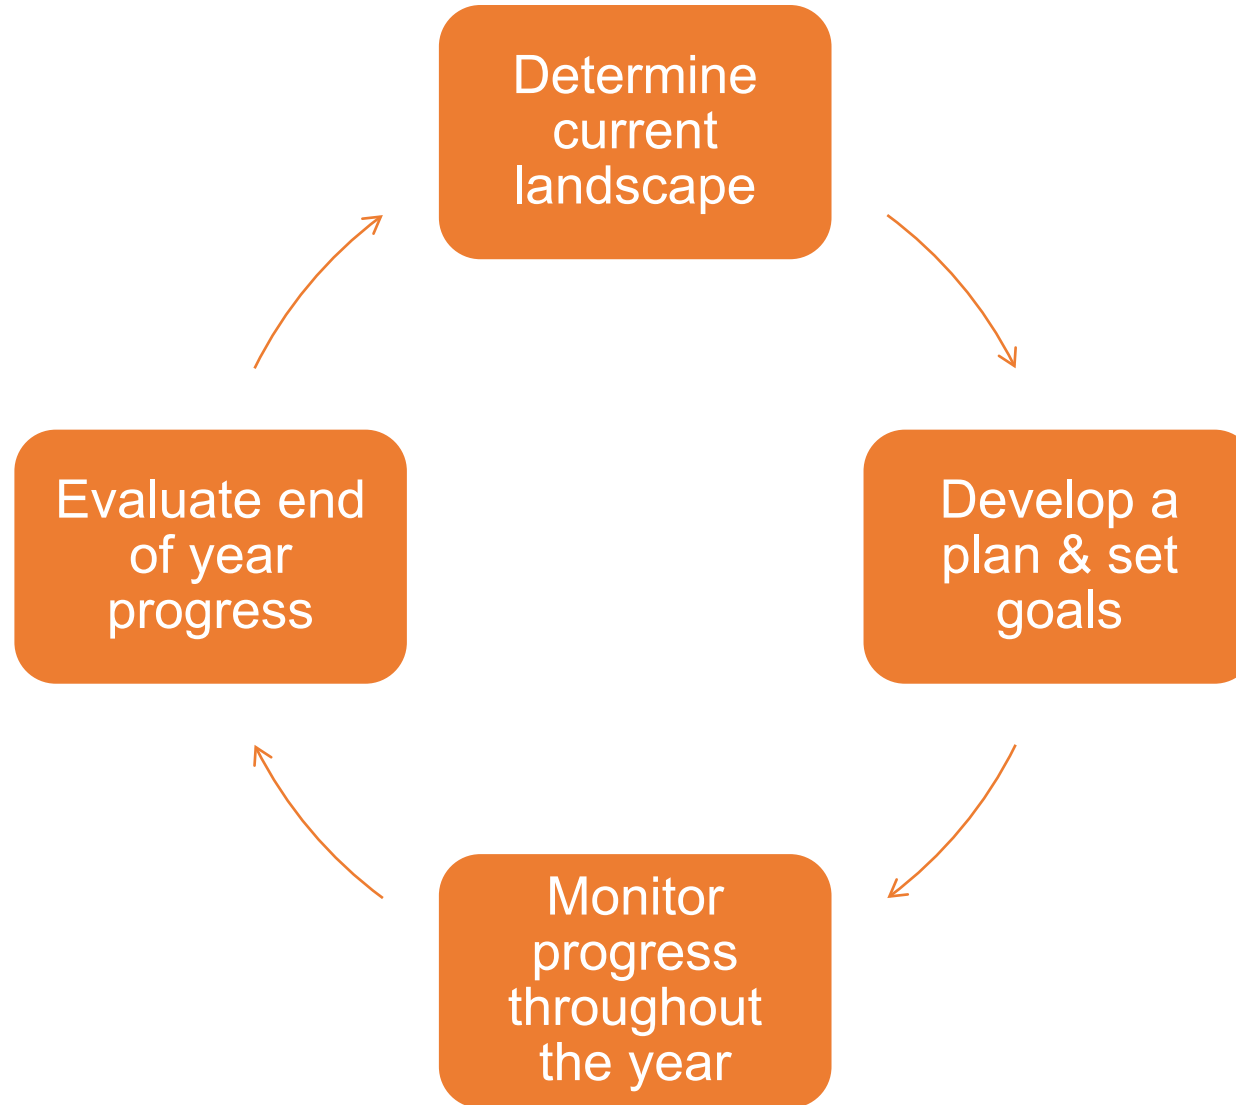 Determine
current
landscape
Develop a
plan & set
goals
Monitor
progress
throughout
the year
Evaluate end
of year
progress